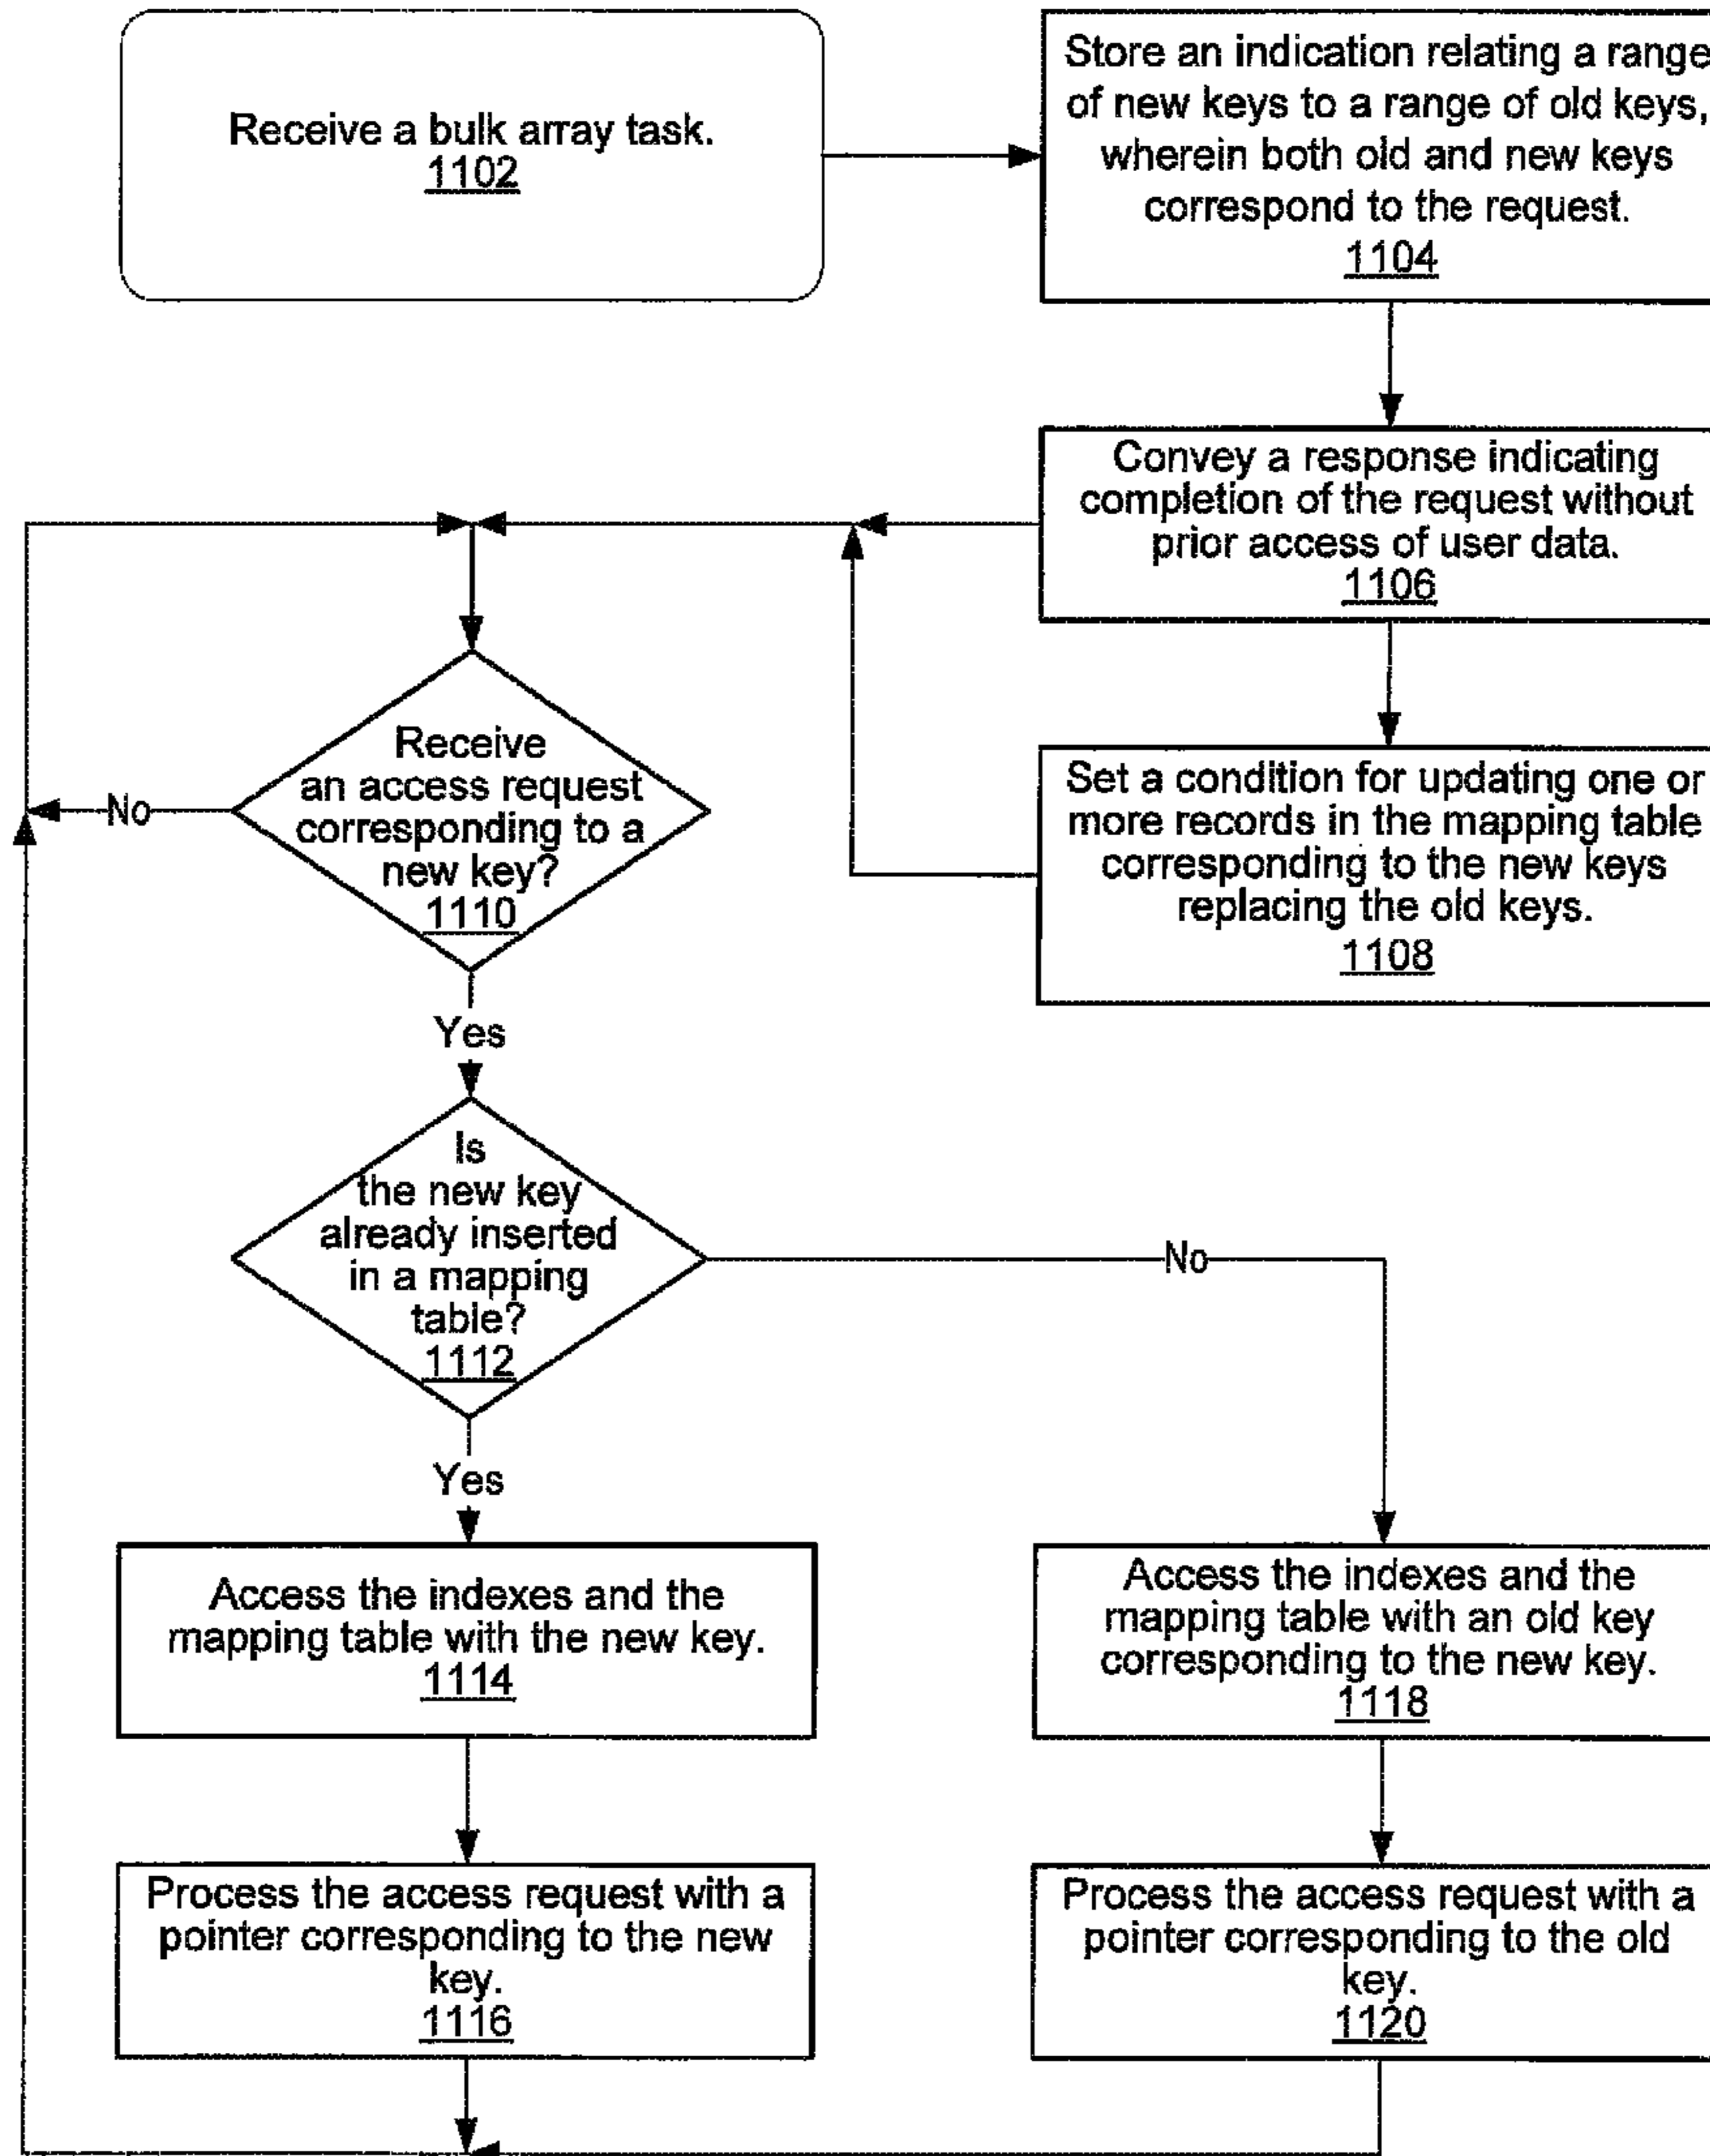 Receive a bulk array task.
1102
Store an indication relating a range
of new keys to a range of old keys,
wherein both old and new keys
correspond to the request.
1104
Convey a response indicating
completion of the request without
prior access of user data.
1106
Set a condition for updating one or
more records in the mapping table
corresponding to the new keys
replacing the old keys.
1108
Receive
an access request
corresponding to a
new key?
1110
No
Yes
Is
the new key
already inserted
in a mapping
table?
1112
No
Yes
Access the indexes and the
mapping table with the new key.
1114
Access the indexes and the
mapping table with an old key
corresponding to the new key.
1118
Process the access request with a
pointer corresponding to the new
key.
1116
Process the access request with a
pointer corresponding to the old
key.
1120